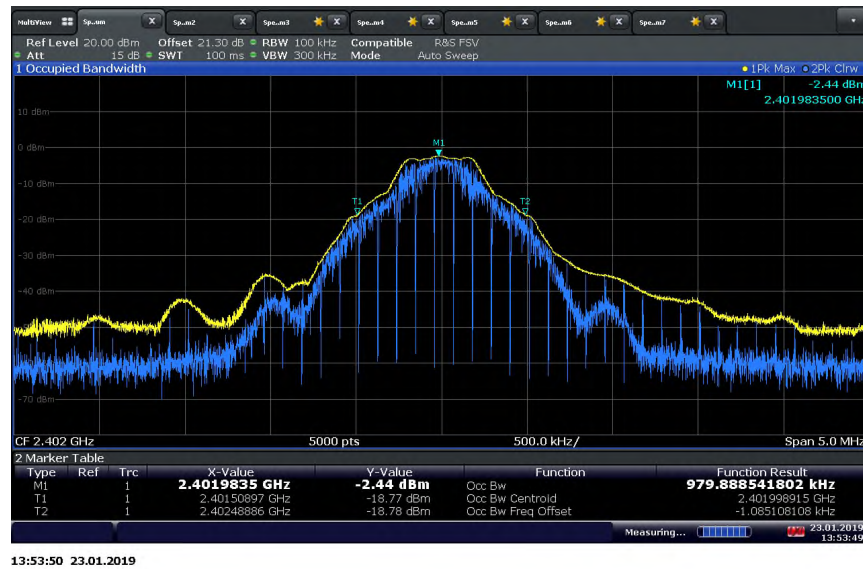 MultiView Sp..um X Sp..m2 X Spe..m3 X Spe..m4 X Spe..m5 X Spe..m6 X Spe..m7 X
Ref Level 20.00 dBm Offset 21.30 dB RBW 100 kHz Compatible R&S FSV
Att 15 dB SWT 100 ms VBW 300 kHz Mode Auto Sweep
1 Occupied Bandwidth 1Pk Max 2Pk Clrw
M1[1] -2.44 dBm
2.401983500 GHz
10 dBm
0 dBm
M1
-10 dBm
T1 T2
-20 dBm
-30 dBm
-40 dBm
-70 dBm
CF 2.402 GHz 5000 pts 500.0 kHz/ Span 5.0 MHz
2 Marker Table
Type Ref Trc X-Value Y-Value Function Function Result
M1 1 2.4019835 GHz -2.44 dBm Occ Bw 979.888541802 kHz
T1 1 2.40150897 GHz -18.77 dBm Occ Bw Centroid 2.401998915 GHz
T2 1 2.40248886 GHz -18.78 dBm Occ Bw Freq Offset -1.085108108 kHz
Measuring... 23.01.2019
13:53:49
13:53:50 23.01.2019